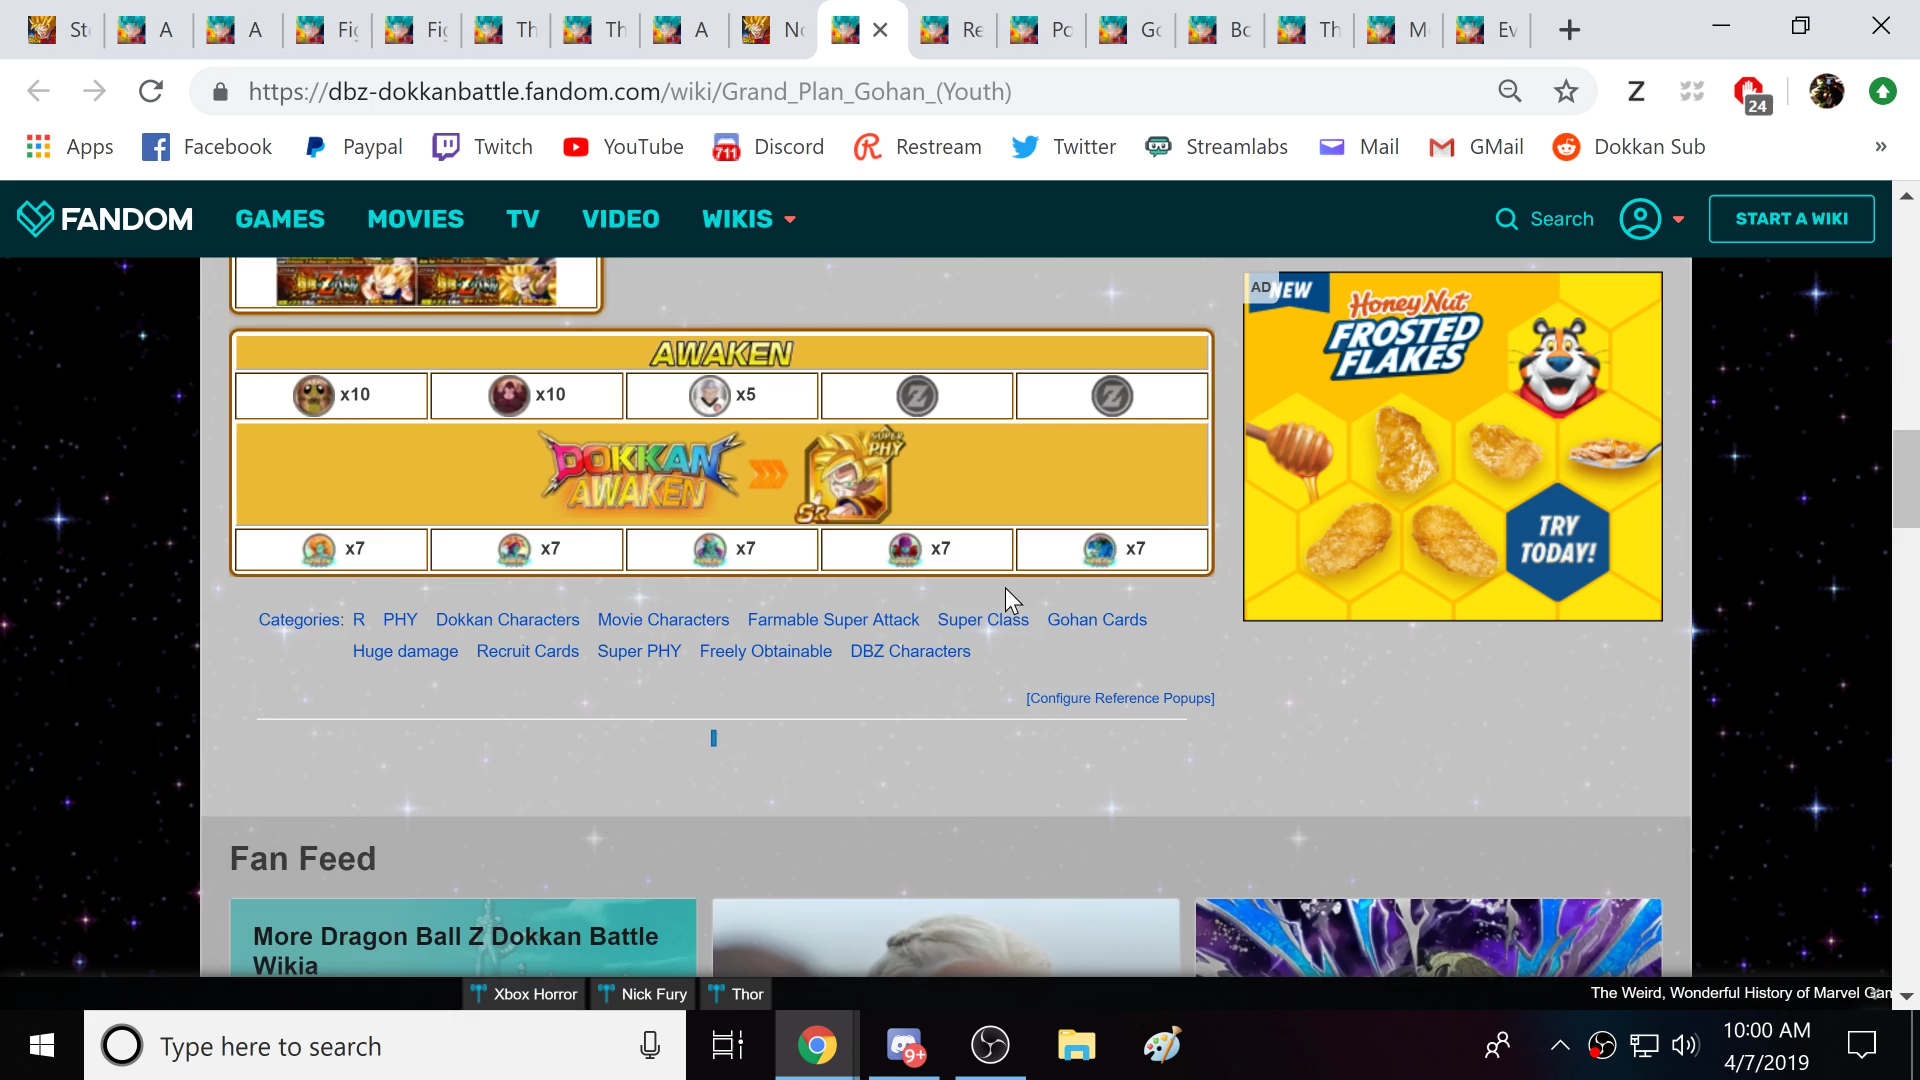 St A A Fi Fi Th Th A No Re Po Go Bo Th M Ev
https://dbz-dokkanbattle.fandom.com/wiki/Grand_Plan_Gohan_(Youth)
Z 24
Apps Facebook Paypal Twitch 711 Discord YouTube Restream Twitter Streamlabs Mail GMail Dokkan Sub »
FANDOM GAMES MOVIES TV VIDEO WIKIS Search START A WIKI
AWAKEN
x10 x10 x5 Z Z
DOKKAN AWAKEN SUPER PHY SR
x7 x7 x7 x7 x7
Categories: R PHY Dokkan Characters Movie Characters Farmable Super Attack Super Class Gohan Cards
Huge damage Recruit Cards Super PHY Freely Obtainable DBZ Characters
[Configure Reference Popups]
AD NEW
Honey Nut
FROSTED
FLAKES
TRY
TODAY!
Fan Feed
More Dragon Ball Z Dokkan Battle
Wikia
Xbox Horror Nick Fury Thor The Weird, Wonderful History of Marvel Gam
Type here to search 9+ 10:00 AM
4/7/2019